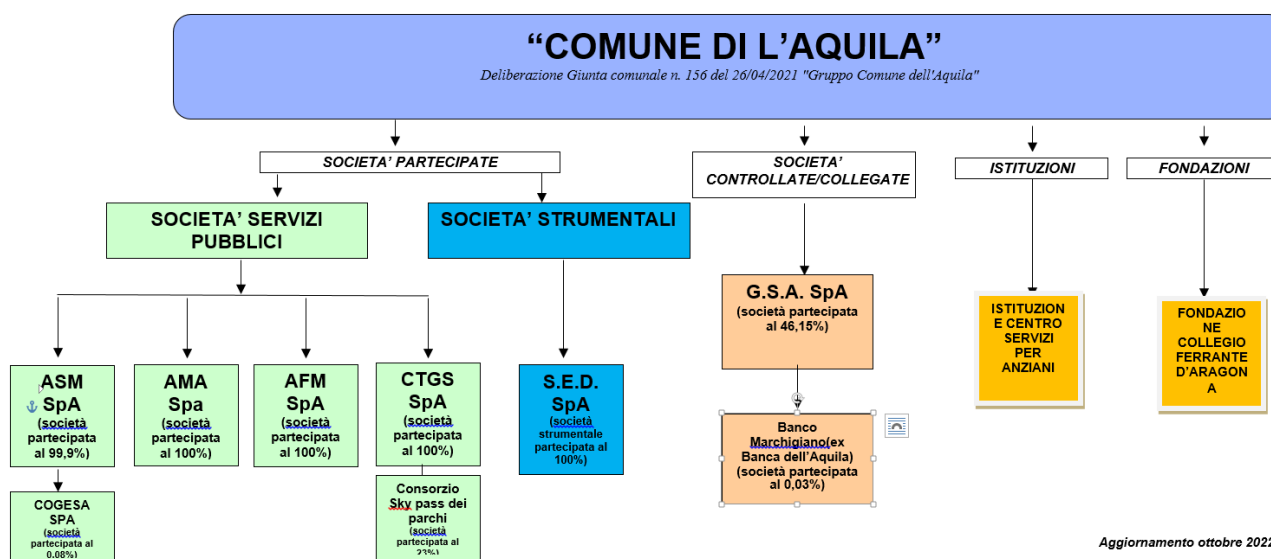 “COMUNE DI L’AQUILA”
Deliberazione Giunta comunale n. 156 del 26/04/2021 "Gruppo Comune dell'Aquila"
SOCIETA’ PARTECIPATE
SOCIETA’
CONTROLLATE/COLLEGATE
ISTITUZIONI
FONDAZIONI
SOCIETA’ SERVIZI
PUBBLICI
SOCIETA’ STRUMENTALI
G.S.A. SpA
(società partecipata
al 46,15%)
ISTITUZION
E CENTRO
SERVIZI
PER
ANZIANI
FONDAZIO
NE
COLLEGIO
FERRANTE
D’ARAGON
A
ASM
SpA
(società
partecipata
al 99,9%)
AMA
Spa
(società
partecipata
al 100%)
AFM
SpA
(società
partecipata
al 100%)
CTGS
SpA
(società
partecipata
al 100%)
S.E.D.
SpA
(società
strumentale
partecipata al
100%)
Banco
Marchigiano(ex
Banca dell’Aquila)
(società partecipata
al 0,03%)
COGESA
SPA
(società
partecipata al
0,08%)
Consorzio
Sky pass dei
parchi
(società
partecipata al
23%)
Aggiornamento ottobre 2022